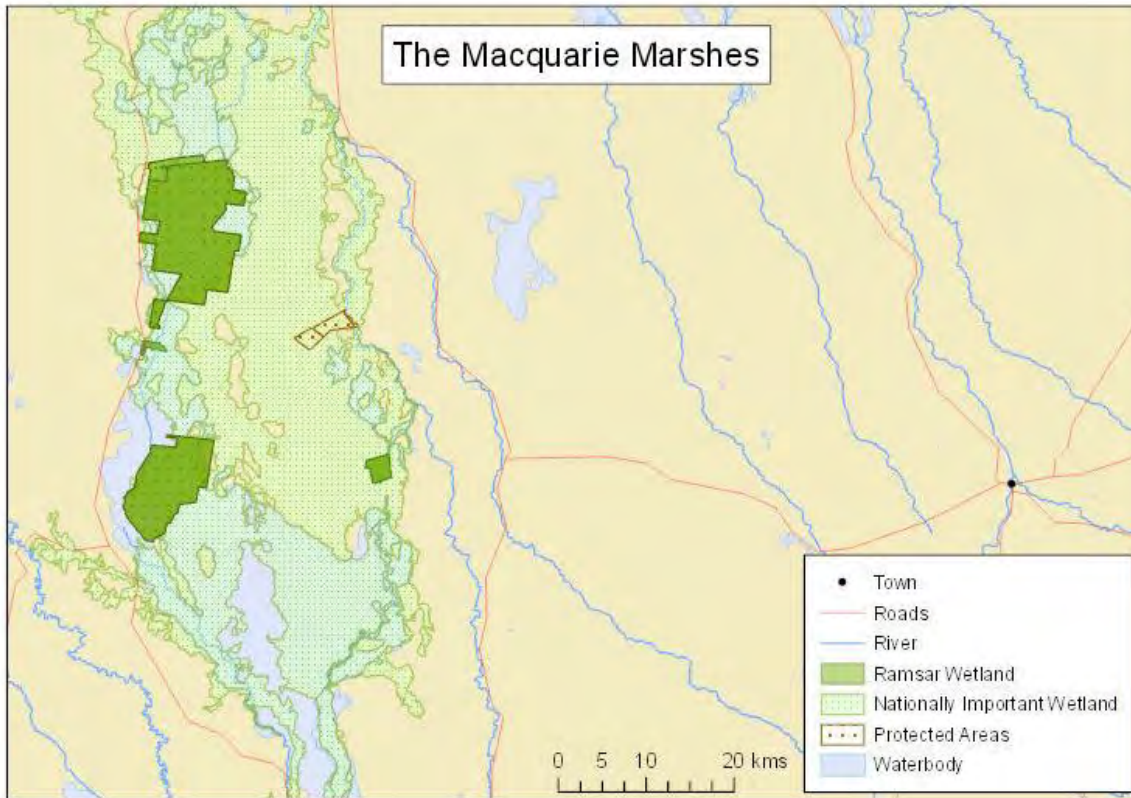 The Macquarie Marshes
Town
Roads
River
Ramsar Wetland
Nationally Important Wetland
Protected Areas
Waterbody
0 5 10 20 kms